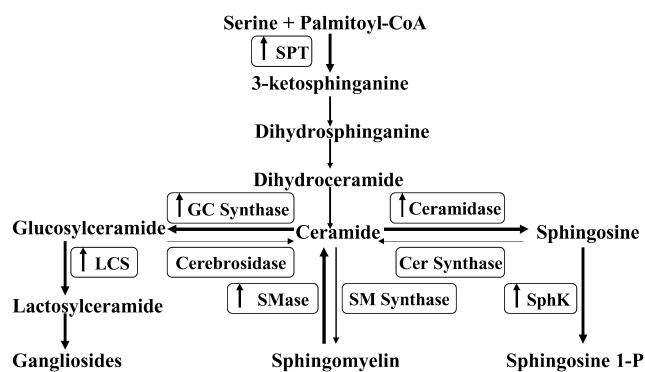 Serine + Palmitoyl-CoA
↑ SPT
3-ketosphinganine
Dihydrosphinganine
Dihydroceramide
↑ GC Synthase
↑ Ceramidase
Glucosylceramide
Ceramide
Sphingosine
↑ LCS
Cerebrosidase
Cer Synthase
Lactosylceramide
↑ SMase
SM Synthase
↑ SphK
Gangliosides
Sphingomyelin
Sphingosine 1-P